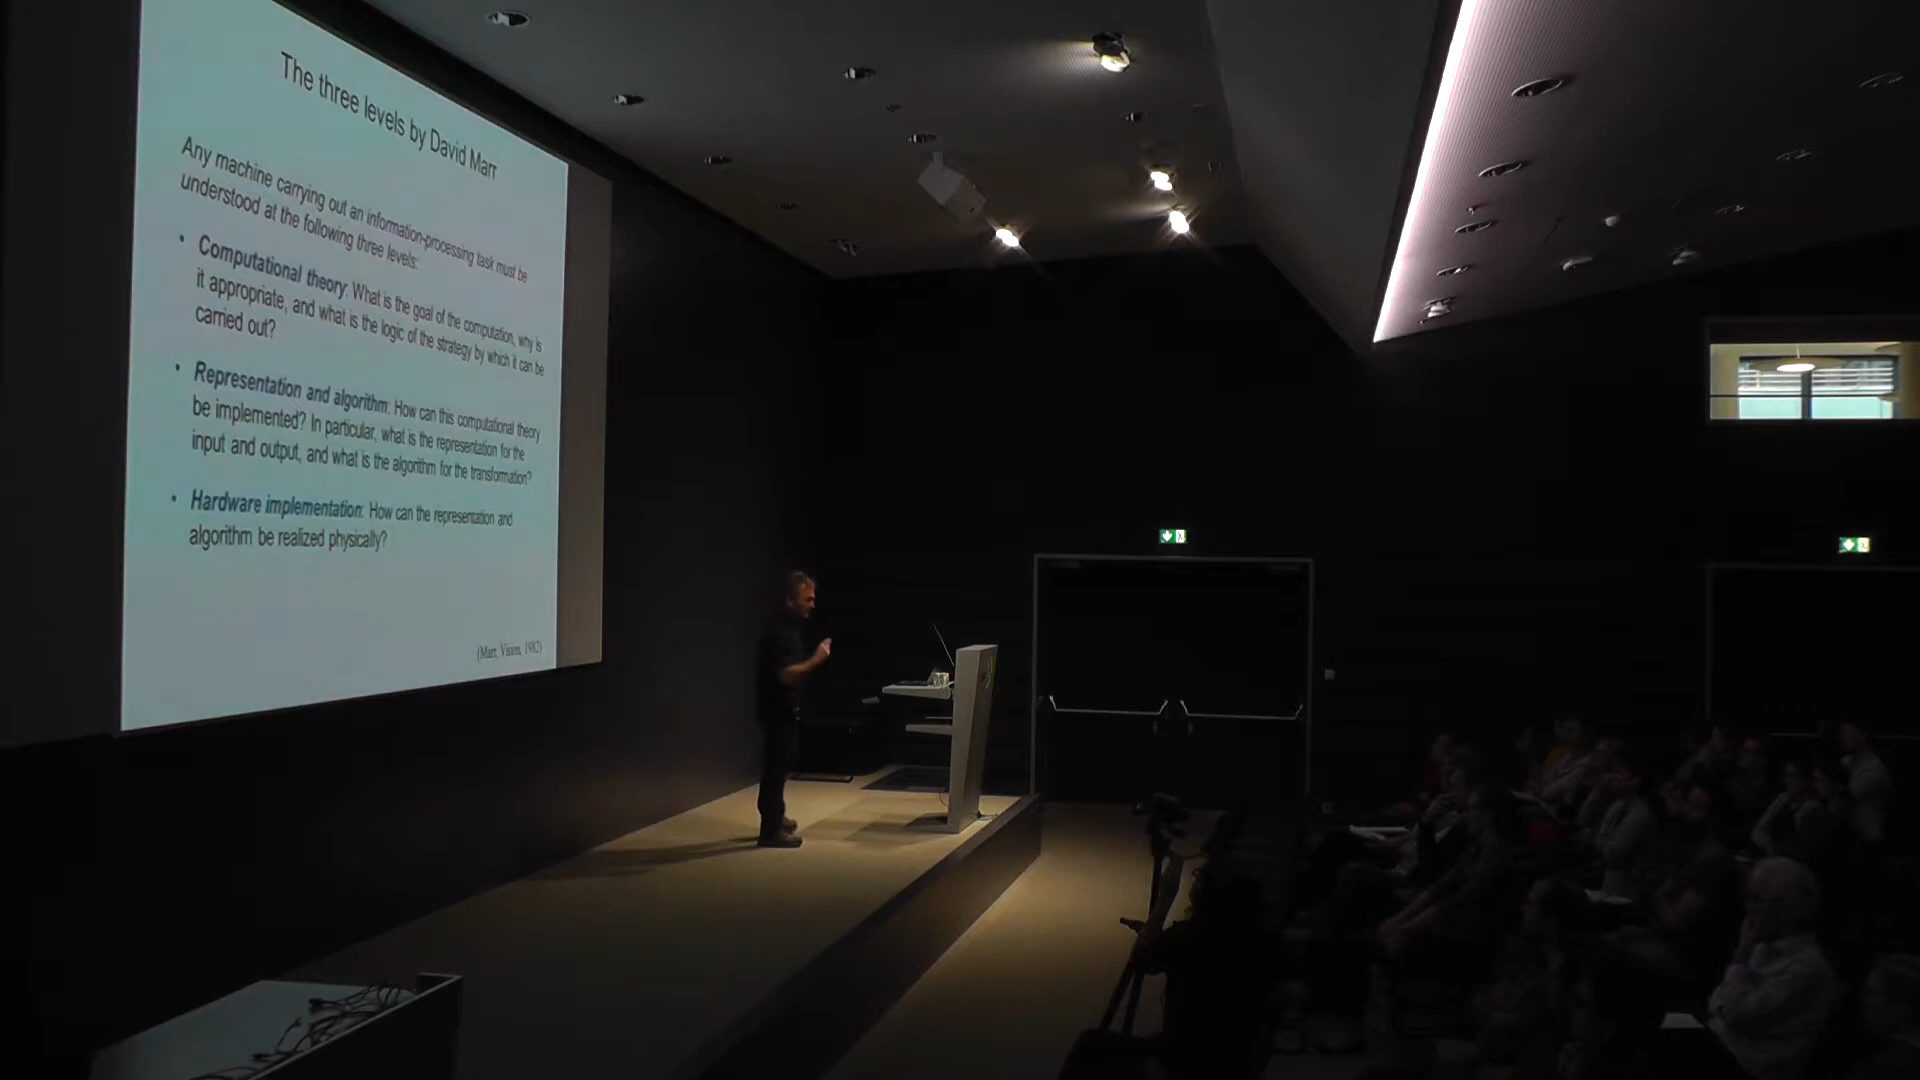 The three levels by David Marr
Any machine carrying out an information-processing task must be
understood at the following three levels:
• Computational theory: What is the goal of the computation, why is
it appropriate, and what is the logic of the strategy by which it can be
carried out?
• Representation and algorithm: How can this computational theory
be implemented? In particular, what is the representation for the
input and output, and what is the algorithm for the transformation?
• Hardware implementation: How can the representation and
algorithm be realized physically?
(Marr, Vision, 1982)